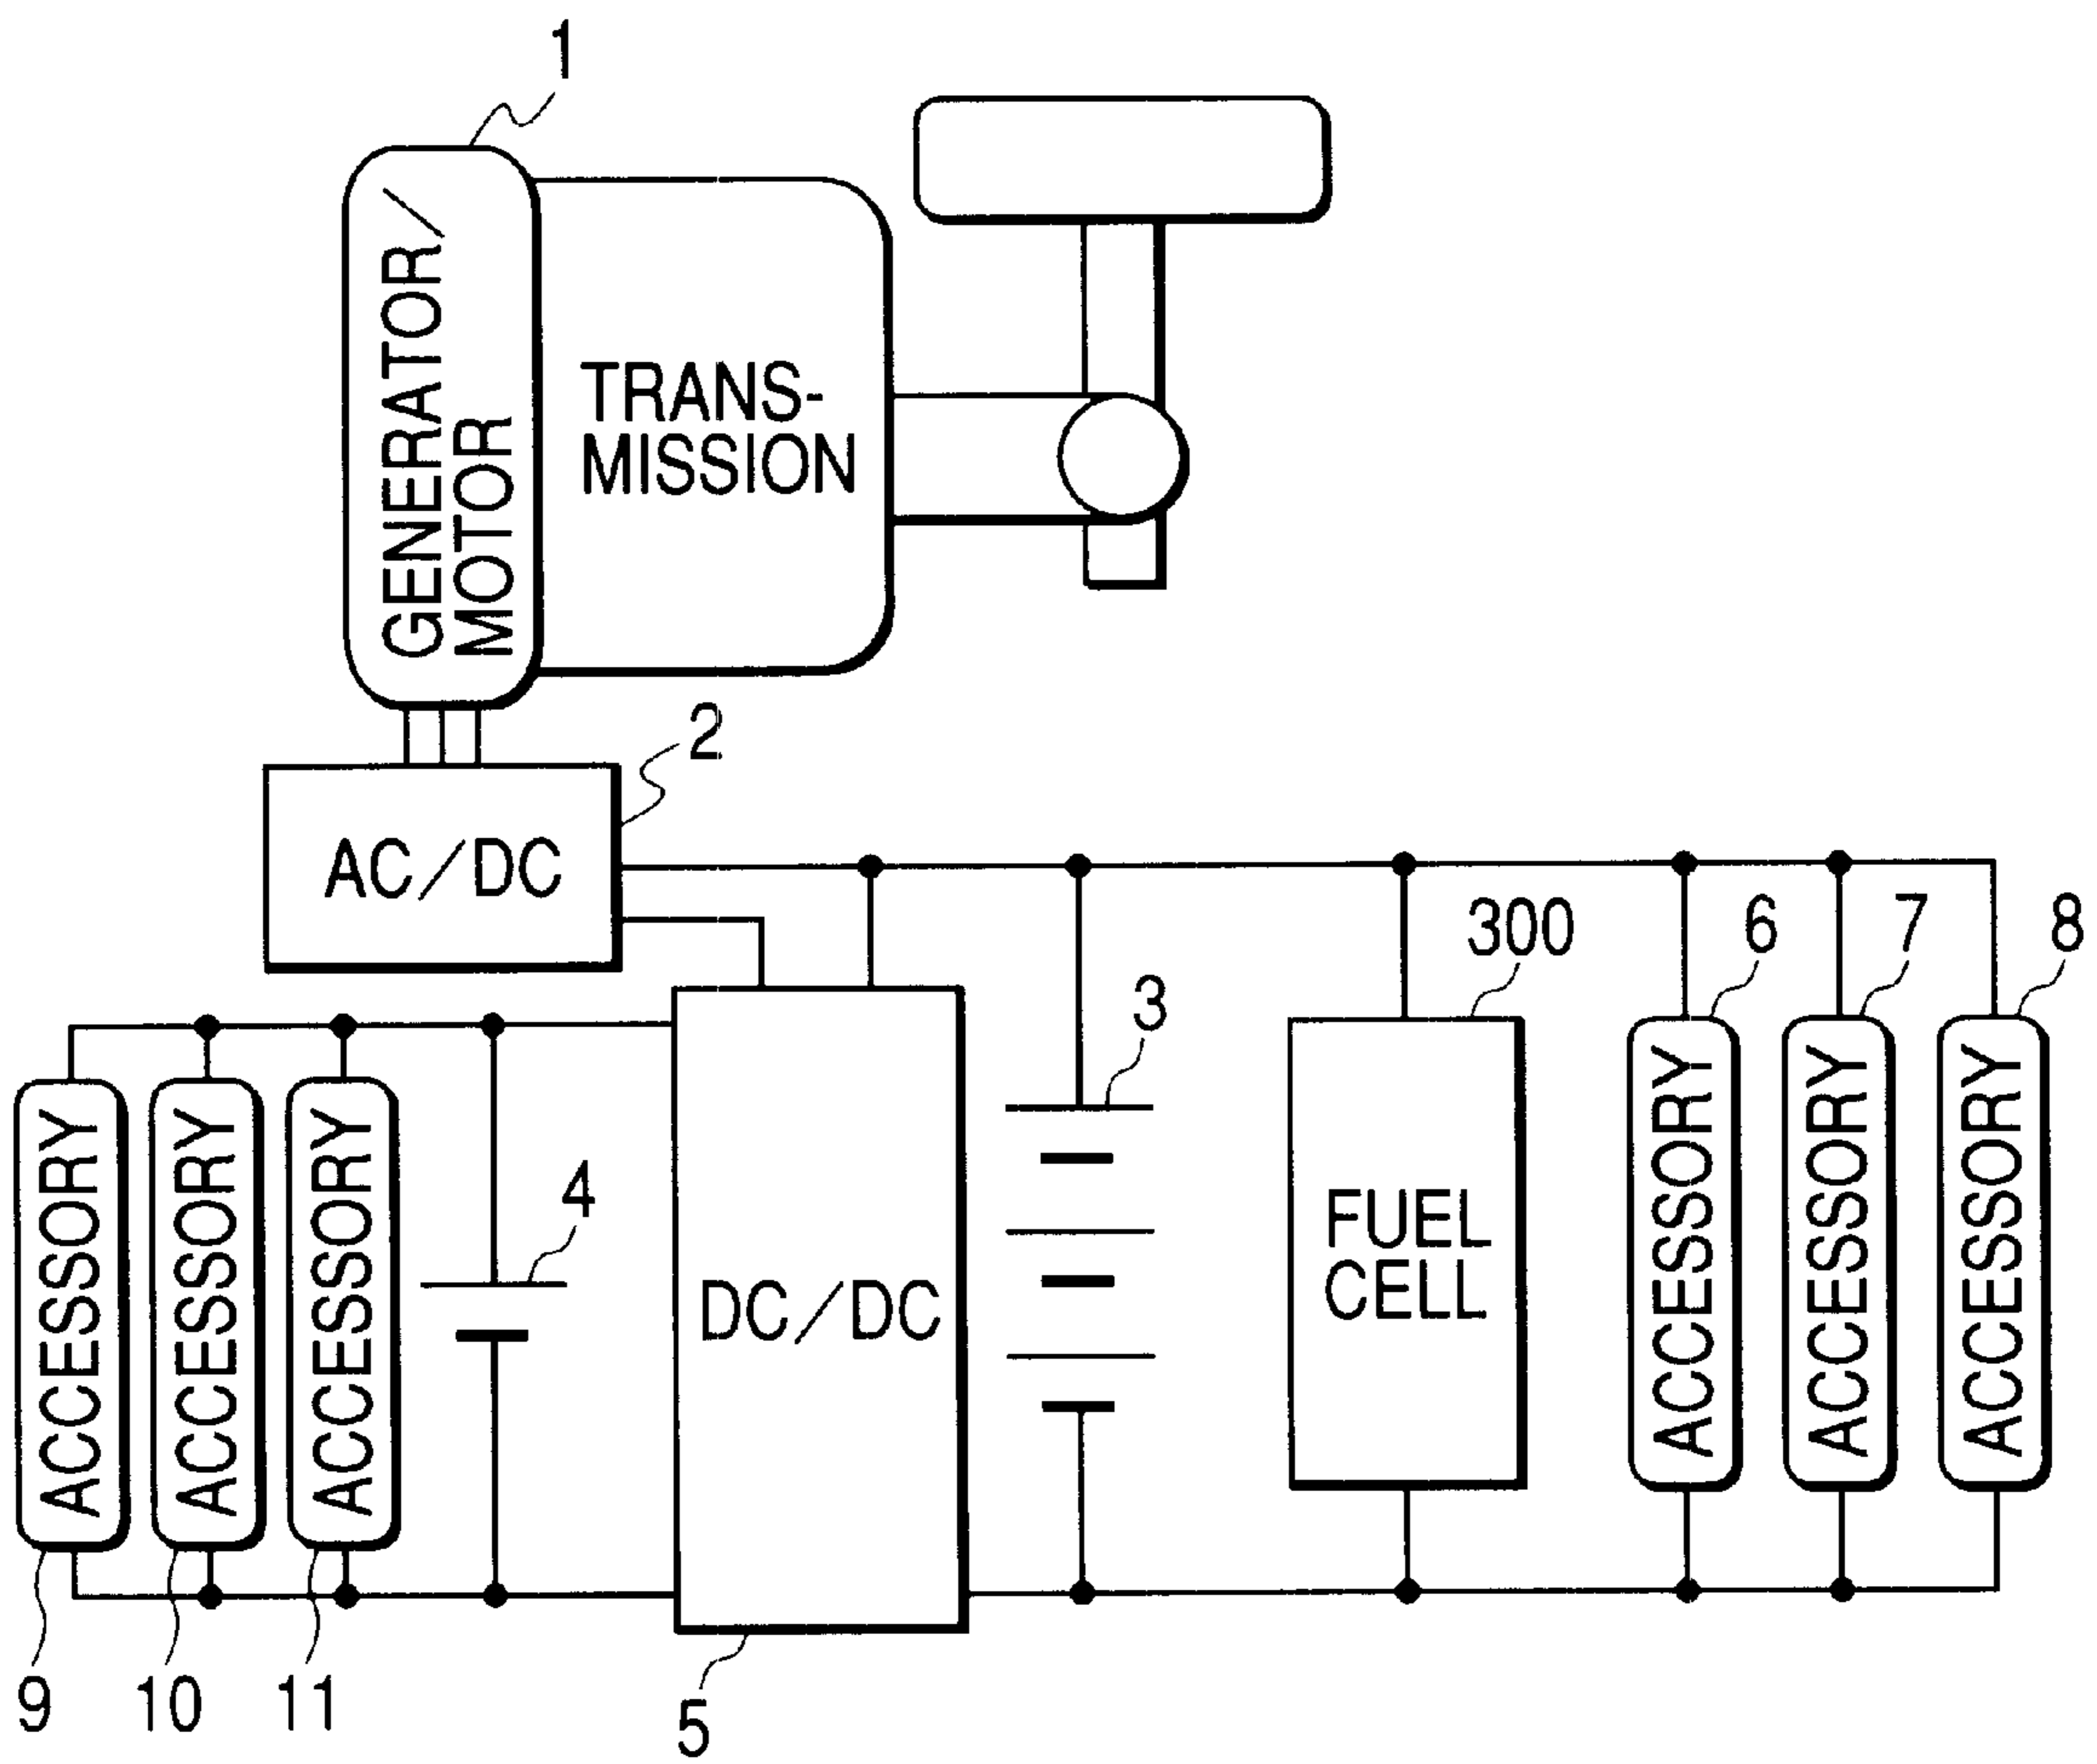 1
GENERATOR/
MOTOR
TRANS-
MISSION
2
AC/DC
300
6
7
8
3
4
ACCESSORY
ACCESSORY
ACCESSORY
DC/DC
FUEL
CELL
ACCESSORY
ACCESSORY
ACCESSORY
9
10
11
5